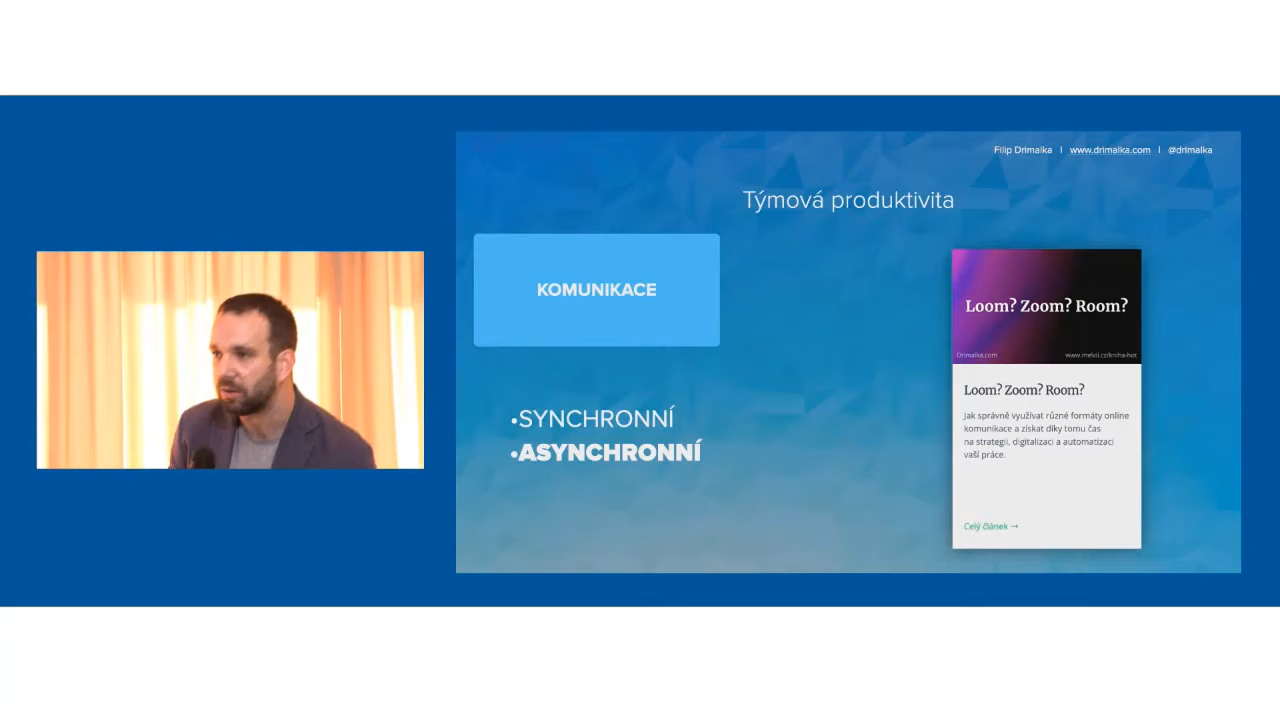 Filip Drimalka I www.drimalka.com I @drimalka
Týmová produktivita
KOMUNIKACE
•SYNCHRONNÍ
•ASYNCHRONNÍ
Loom? Zoom? Room?
Drimalka.com www.melvil.cz/kniha-hot
Loom? Zoom? Room?
Jak správně využívat různé formáty online
komunikace a získat díky tomu čas
na strategii, digitalizaci a automatizaci
vaší práce.
Celý článek →